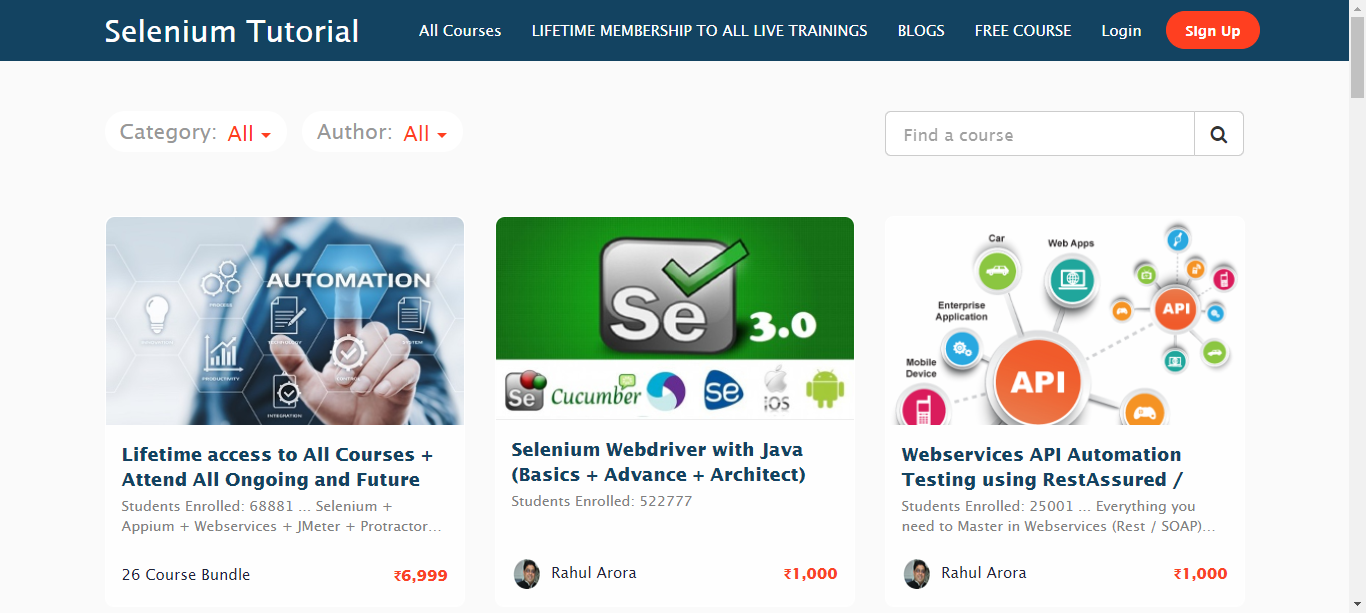 Selenium Tutorial
All Courses
LIFETIME MEMBERSHIP TO ALL LIVE TRAININGS
BLOGS
FREE COURSE
Login
Sign Up
Category: All
Author: All
Find a course
AUTOMATION
PROCESS
INNOVATION
TECHNOLOGY
SYSTEM
PRODUCTIVITY
CONTROL
INTEGRATION
Lifetime access to All Courses +
Attend All Ongoing and Future
Students Enrolled: 68881 ... Selenium +
Appium + Webservices + JMeter + Protractor...
26 Course Bundle
₹6,999
Se
3.0
Se
Cucumber
se
iOS
Selenium Webdriver with Java
(Basics + Advance + Architect)
Students Enrolled: 522777
Rahul Arora
₹1,000
Car
Web Apps
Enterprise
Application
Mobile
Device
API
API
Webservices API Automation
Testing using RestAssured /
Students Enrolled: 25001 ... Everything you
need to Master in Webservices (Rest / SOAP)...
Rahul Arora
₹1,000